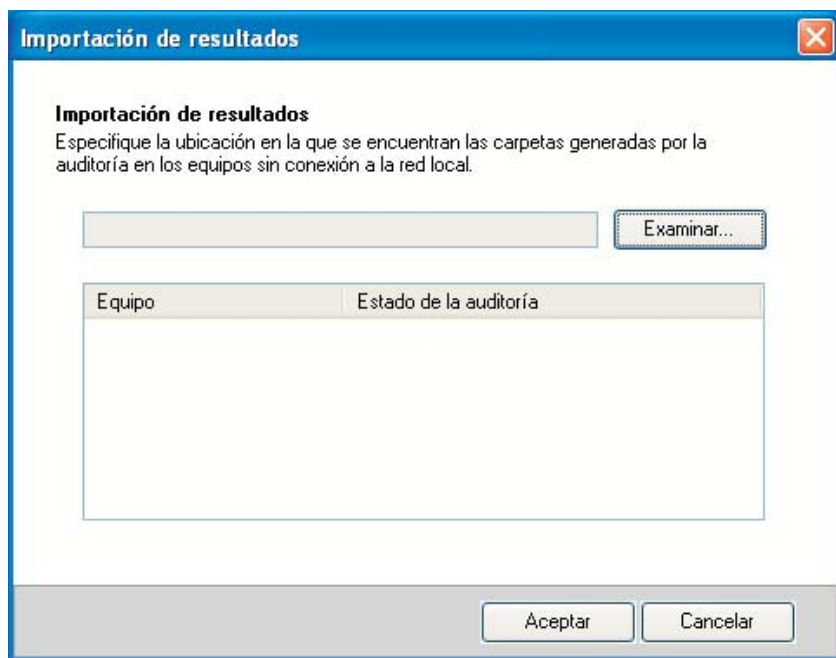 Importación de resultados
Importación de resultados
Especifique la ubicación en la que se encuentran las carpetas generadas por la
auditoría en los equipos sin conexión a la red local.
Examinar...
Equipo Estado de la auditoría
Aceptar Cancelar